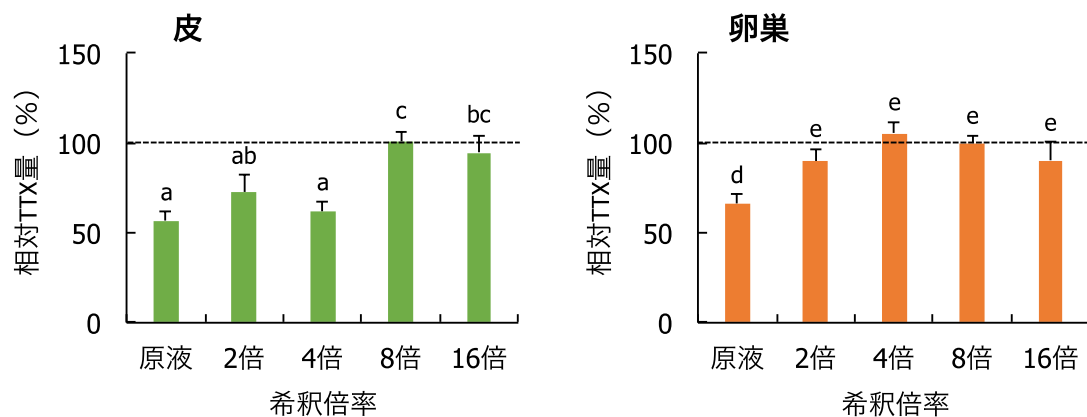 皮
相対TTX量（%）
150
100
50
0
a
ab
a
c
bc
原液 2倍 4倍 8倍 16倍
希釈倍率
卵巣
相対TTX量（%）
150
100
50
0
d
e
e
e
e
原液 2倍 4倍 8倍 16倍
希釈倍率